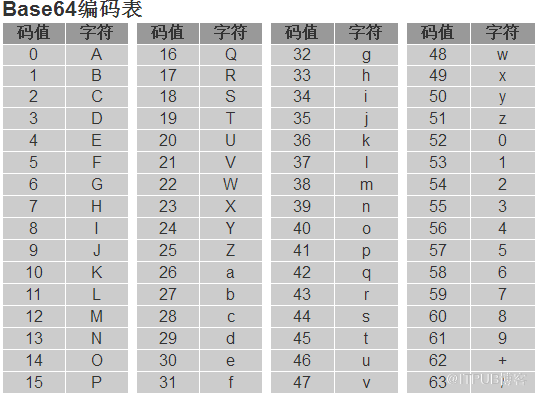 Base64编码表
码值 字符 码值 字符 码值 字符 码值 字符
0 A 16 Q 32 g 48 w
1 B 17 R 33 h 49 x
2 C 18 S 34 i 50 y
3 D 19 T 35 j 51 z
4 E 20 U 36 k 52 0
5 F 21 V 37 l 53 1
6 G 22 W 38 m 54 2
7 H 23 X 39 n 55 3
8 I 24 Y 40 o 56 4
9 J 25 Z 41 p 57 5
10 K 26 a 42 q 58 6
11 L 27 b 43 r 59 7
12 M 28 c 44 s 60 8
13 N 29 d 45 t 61 9
14 O 30 e 46 u 62 +
15 P 31 f 47 v 63 /
@ITPUB博客